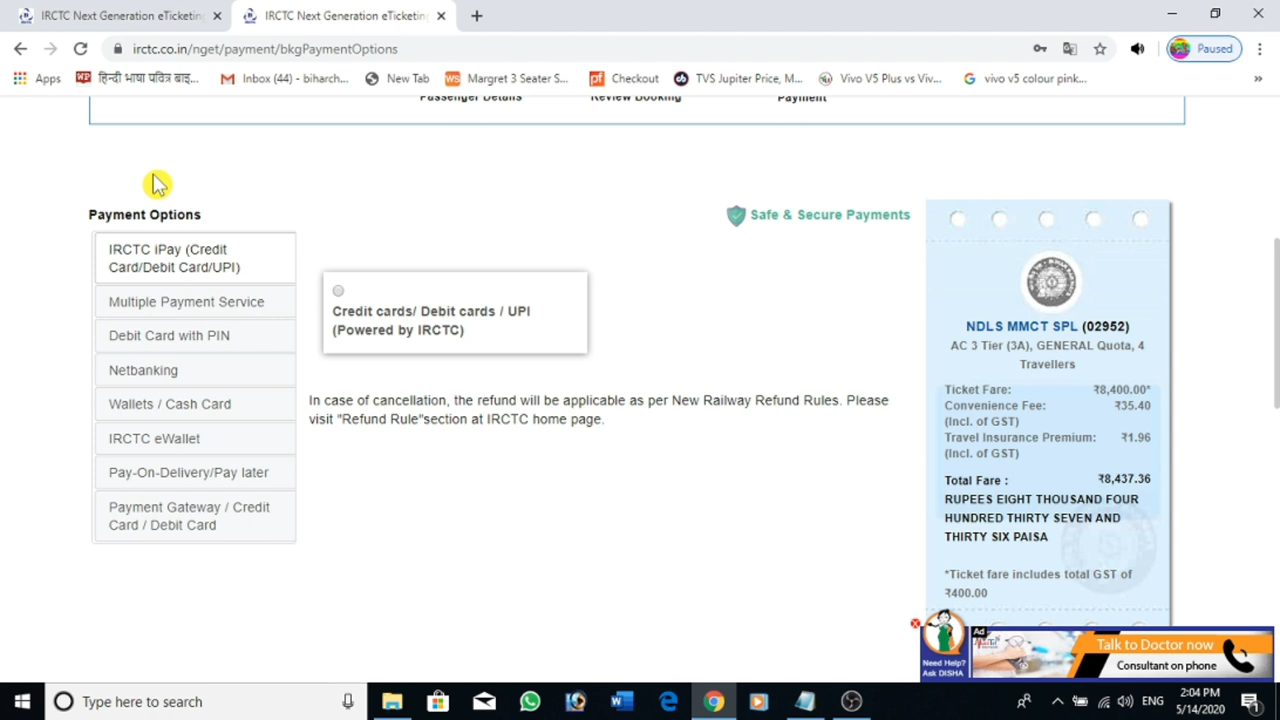 IRCTC Next Generation eTicketing
IRCTC Next Generation eTicketing
irctc.co.in/nget/payment/bkgPaymentOptions
Paused
Apps
हिन्दी भाषा पवित्र बाइ...
Inbox (44) - biharch...
New Tab
Margret 3 Seater S...
Checkout
TVS Jupiter Price, M...
Vivo V5 Plus vs Viv...
vivo v5 colour pink...
Passenger Details
Review Booking
Payment
Payment Options
Safe & Secure Payments
IRCTC iPay (Credit
Card/Debit Card/UPI)
Multiple Payment Service
Debit Card with PIN
Netbanking
Wallets / Cash Card
IRCTC eWallet
Pay-On-Delivery/Pay later
Payment Gateway / Credit
Card / Debit Card
Credit cards/ Debit cards / UPI
(Powered by IRCTC)
In case of cancellation, the refund will be applicable as per New Railway Refund Rules. Please
visit "Refund Rule"section at IRCTC home page.
NDLS MMCT SPL (02952)
AC 3 Tier (3A), GENERAL Quota, 4
Travellers
Ticket Fare: ₹8,400.00*
Convenience Fee: ₹35.40
(Incl. of GST)
Travel Insurance Premium: ₹1.96
(Incl. of GST)
Total Fare : ₹8,437.36
RUPEES EIGHT THOUSAND FOUR
HUNDRED THIRTY SEVEN AND
THIRTY SIX PAISA
*Ticket fare includes total GST of
₹400.00
Need Help?
Ask DISHA
Ad
Talk to Doctor now
Consultant on phone
Type here to search
ENG
2:04 PM
5/14/2020